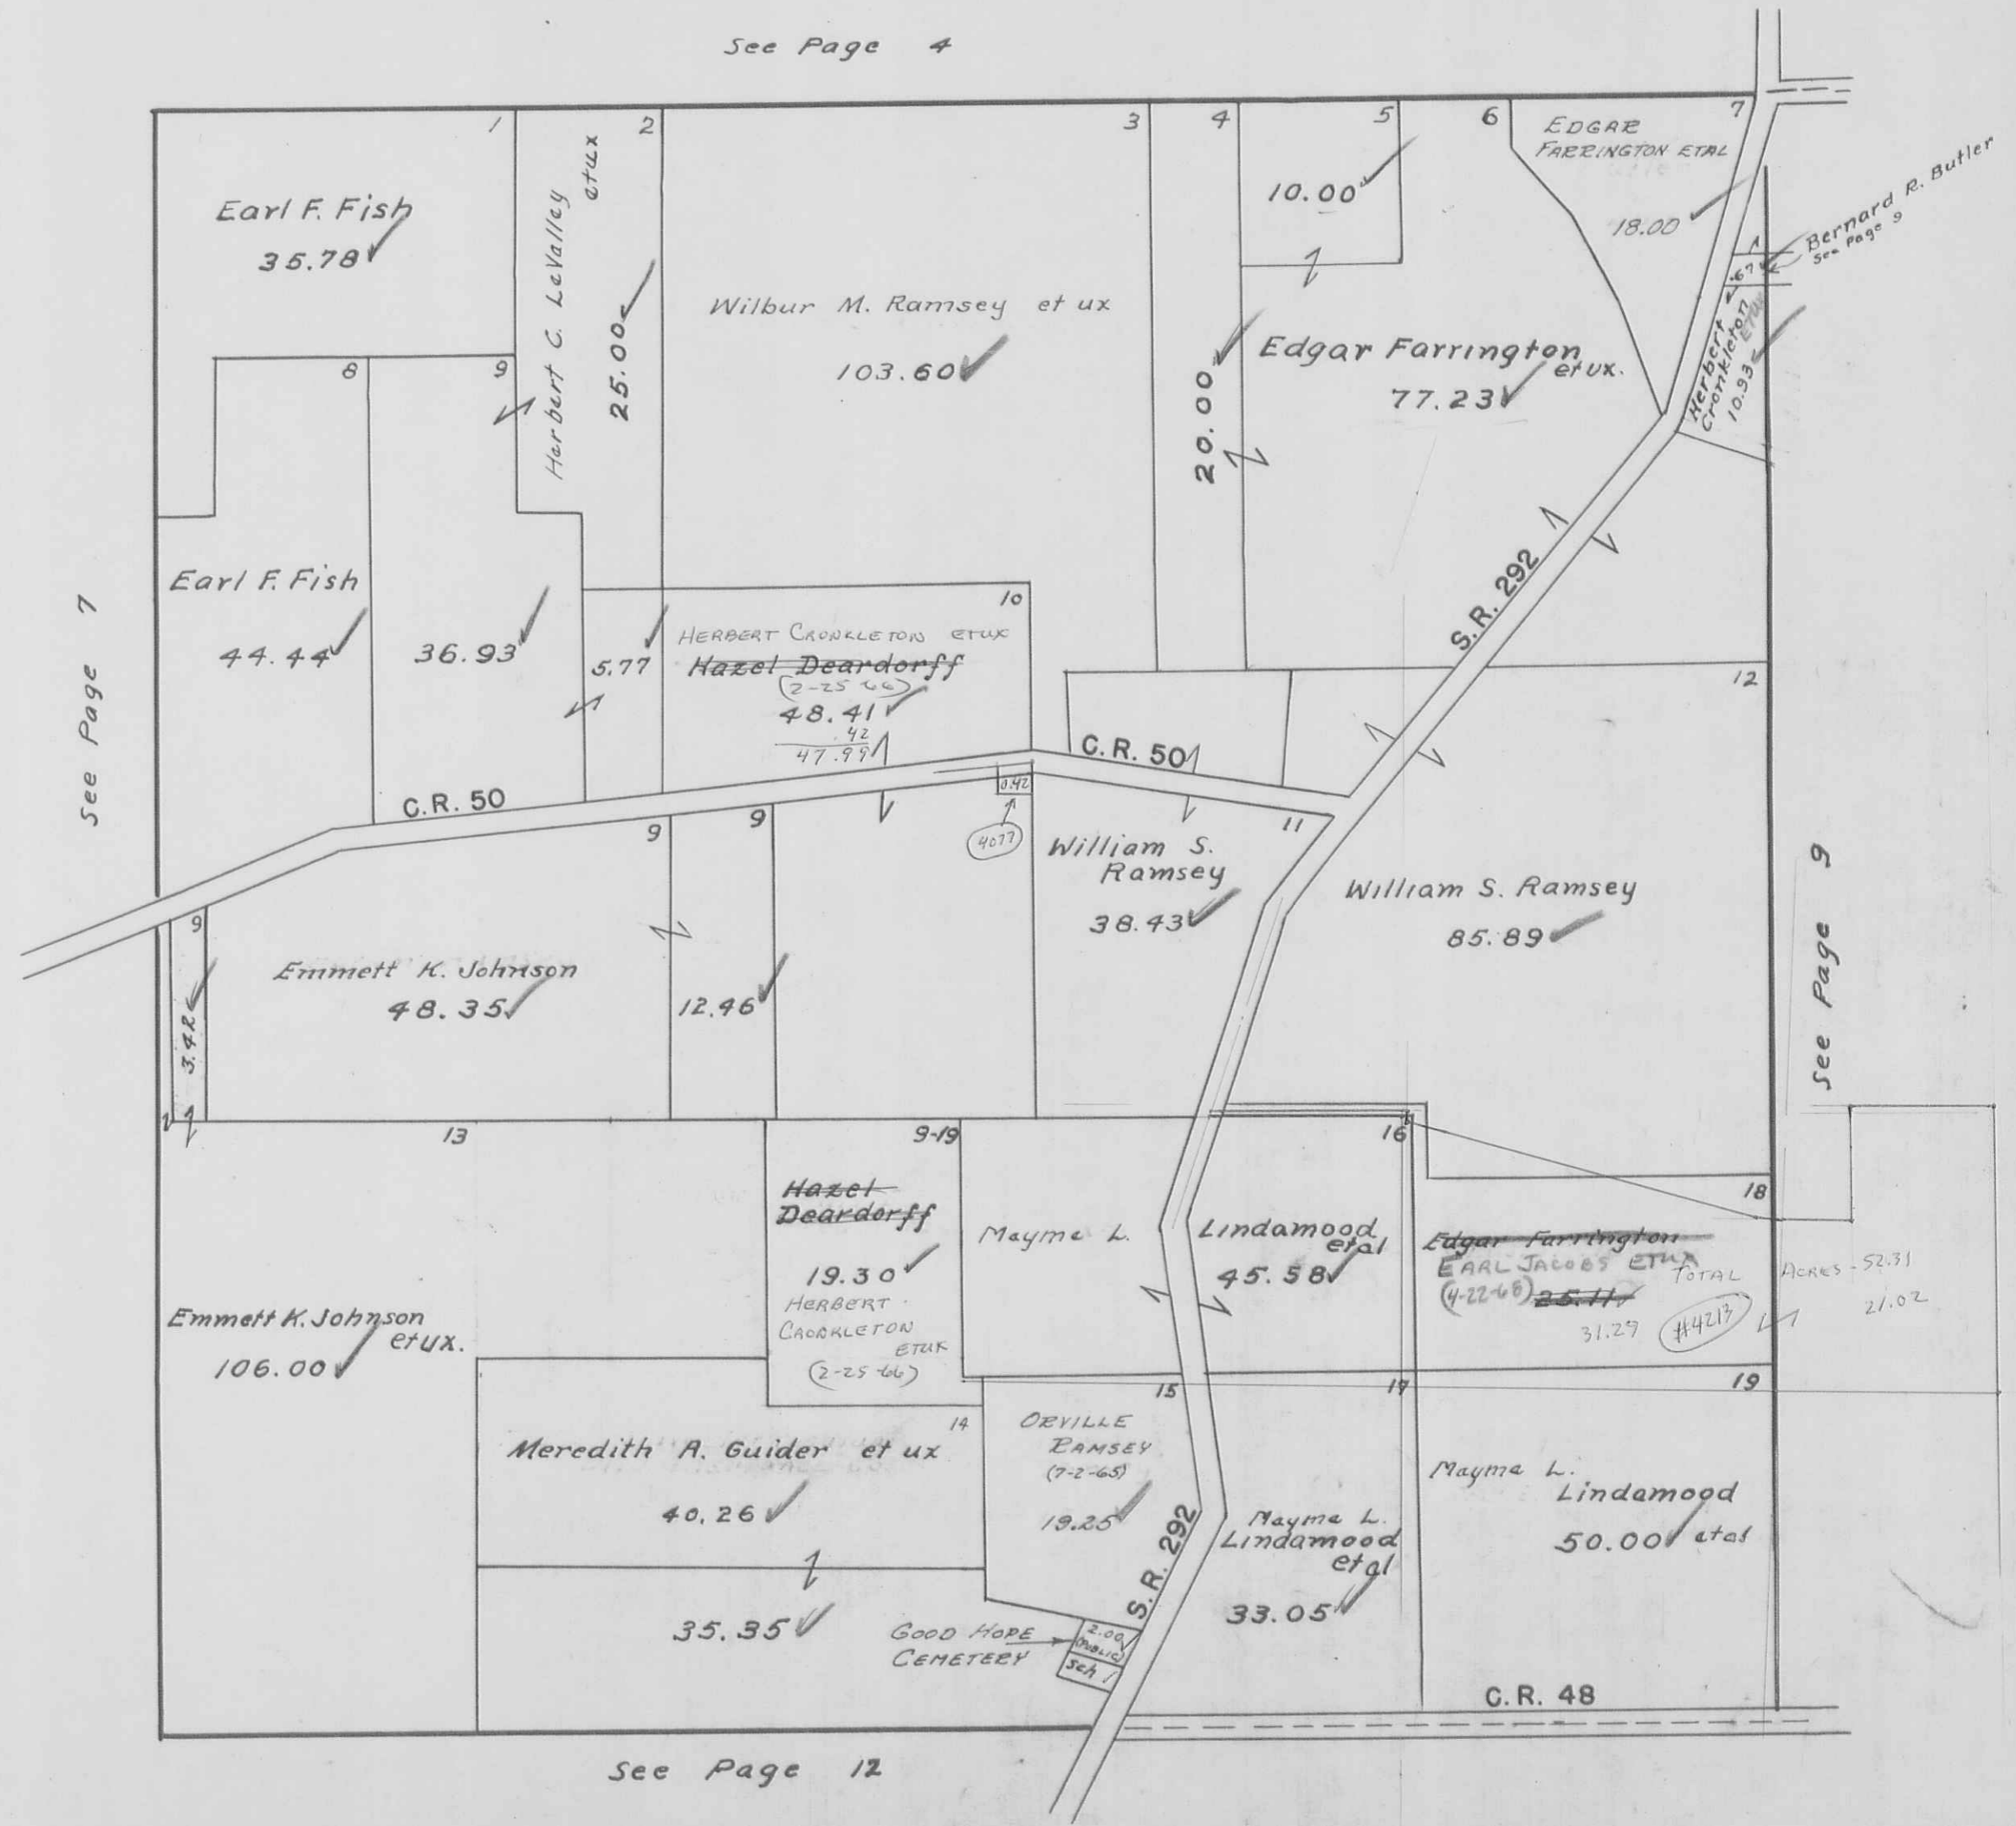 See Page 4
1
2
3
4
5
6
7
EDGAR
FARRINGTON ETAL
18.00
Bernard R. Butler
See Page 9
.67
Herbert
Cronkleton
ETUX
10.93
Earl F. Fish
35.78
Herbert C. LeValley
etux
25.00
Wilbur M. Ramsey et ux
103.60
20.00
10.00
Edgar Farrington
et ux.
77.23
8
9
See Page 7
Earl F. Fish
44.44
36.93
5.77
10
HERBERT CRONKLETON ETUX
Hazel Deardorff
(2-25-66)
48.41
.42
47.99
S.R. 292
12
C.R. 50
C.R. 50
0.42
4077
9
9
9
11
William S.
Ramsey
38.43
William S. Ramsey
85.89
See Page 9
3.42
Emmett K. Johnson
48.35
12.46
13
9-19
16
18
Hazel
Deardorff
19.30
HERBERT
CRONKLETON
ETUX
(2-25-66)
Mayme L.
Lindamood
etal
45.58
Edgar Farrington
EARL JACOBS ETUX
(4-22-68) 25.11
31.29
#4213
TOTAL ACRES - 52.31
21.02
Emmett K. Johnson
et ux.
106.00
14
15
17
19
Meredith A. Guider et ux
40.26
ORVILLE
RAMSEY
(7-2-65)
19.25
S.R. 292
Mayme L.
Lindamood
et al
33.05
Mayme L.
Lindamood
50.00 etal
35.35
GOOD HOPE
CEMETERY
2.00
(PUBLIC)
Sch 1
C.R. 48
See Page 12